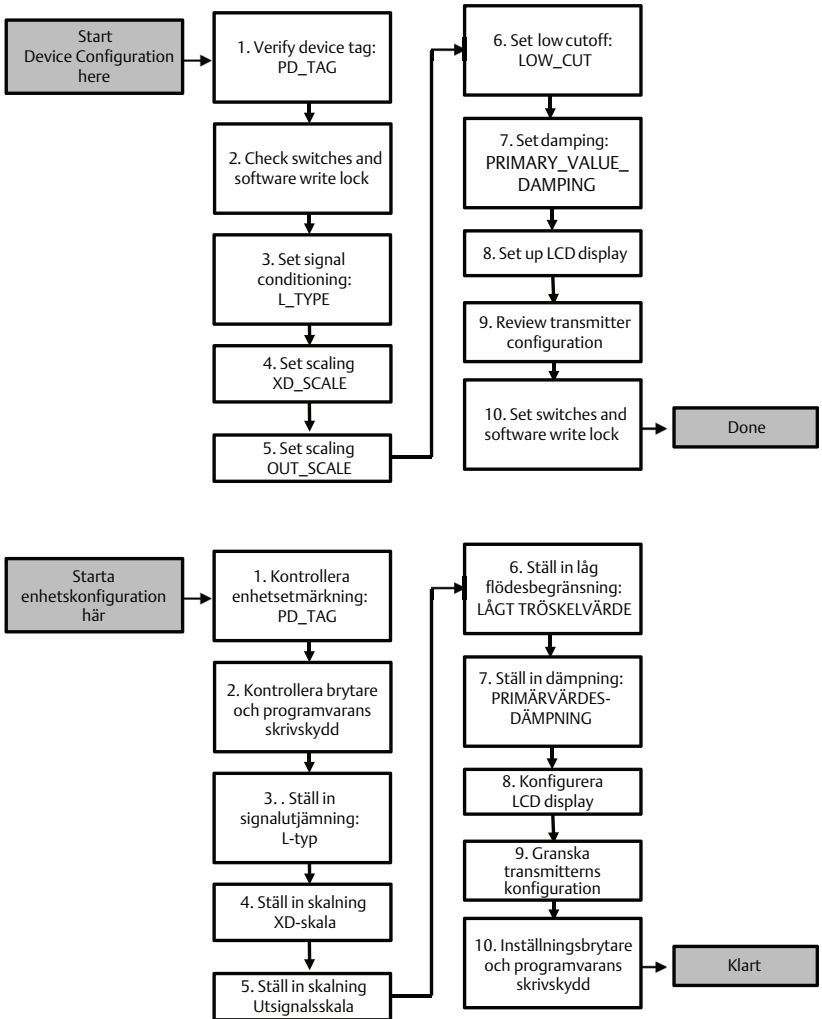 Start
Device Configuration
here
1. Verify device tag:
PD_TAG
2. Check switches and
software write lock
3. Set signal
conditioning:
L_TYPE
4. Set scaling
XD_SCALE
5. Set scaling
OUT_SCALE
6. Set low cutoff:
LOW_CUT
7. Set damping:
PRIMARY_VALUE_
DAMPING
8. Set up LCD display
9. Review transmitter
configuration
10. Set switches and
software write lock
Done
Starta
enhetskonfiguration
här
1. Kontrollera
enhetsetmärkning:
PD_TAG
2. Kontrollera brytare
och programvarans
skrivskydd
3. . Ställ in
signalutjämning:
L-typ
4. Ställ in skalning
XD-skala
5. Ställ in skalning
Utsignalsskala
6. Ställ in låg
flödesbegränsning:
LÅGT TRÖSKELVÄRDE
7. Ställ in dämpning:
PRIMÄRVÄRDES-
DÄMPNING
8. Konfigurera
LCD display
9. Granska
transmitterns
konfiguration
10. Inställningsbrytare
och programvarans
skrivskydd
Klart